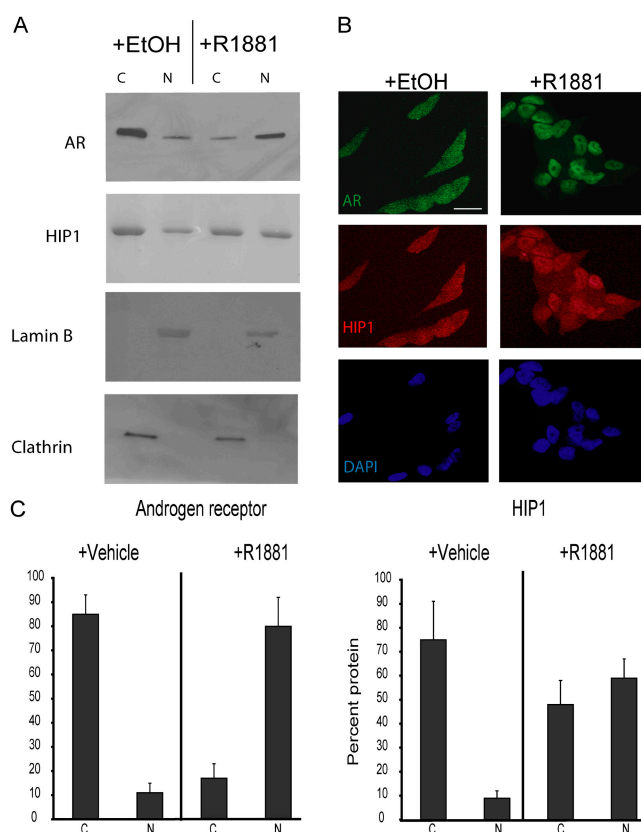 A
+EtOH +R1881
C N C N
AR
HIP1
Lamin B
Clathrin
B
+EtOH +R1881
AR
HIP1
DAPI
C
Androgen receptor
+Vehicle +R1881
100
90
80
70
60
50
40
30
20
10
0
C N C N
HIP1
+Vehicle +R1881
Percent protein
100
90
80
70
60
50
40
30
20
10
0
C N C N